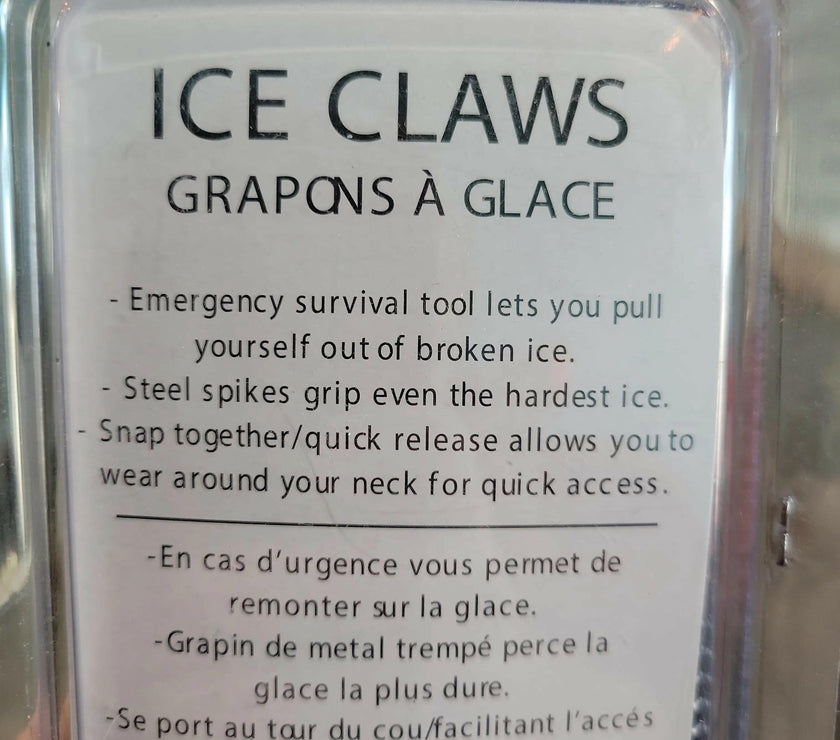 ICE CLAWS
GRAPONS À GLACE
- Emergency survival tool lets you pull
yourself out of broken ice.
- Steel spikes grip even the hardest ice.
- Snap together/quick release allows you to
wear around your neck for quick access.
-En cas d'urgence vous permet de
remonter sur la glace.
-Grapin de metal trempé perce la
glace la plus dure.
-Se port au tour du cou/facilitant l'accés